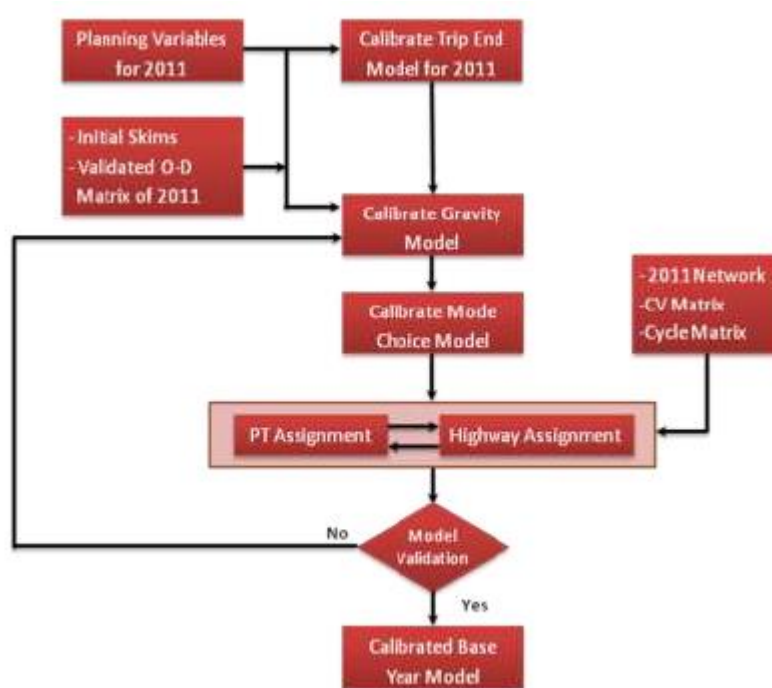 Planning Variables
for 2011
Calibrate Trip End
Model for 2011
- Initial Skims
- Validated O-D
Matrix of 2011
Calibrate Gravity
Model
- 2011 Network
-CV Matrix
-Cycle Matrix
Calibrate Mode
Choice Model
PT Assignment
Highway Assignment
No
Model
Validation
Yes
Calibrated Base
Year Model